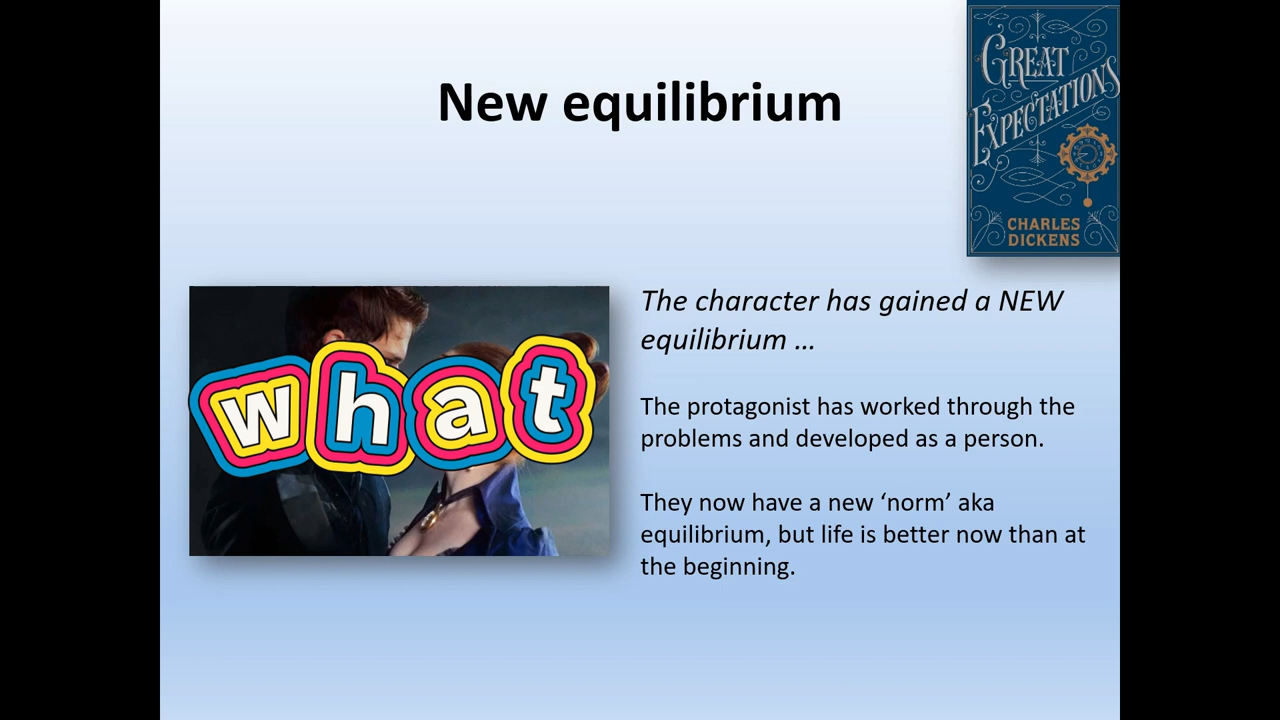 New equilibrium
GREAT
EXPECTATIONS
CHARLES
DICKENS
what
The character has gained a NEW
equilibrium ...
The protagonist has worked through the
problems and developed as a person.
They now have a new ‘norm’ aka
equilibrium, but life is better now than at
the beginning.